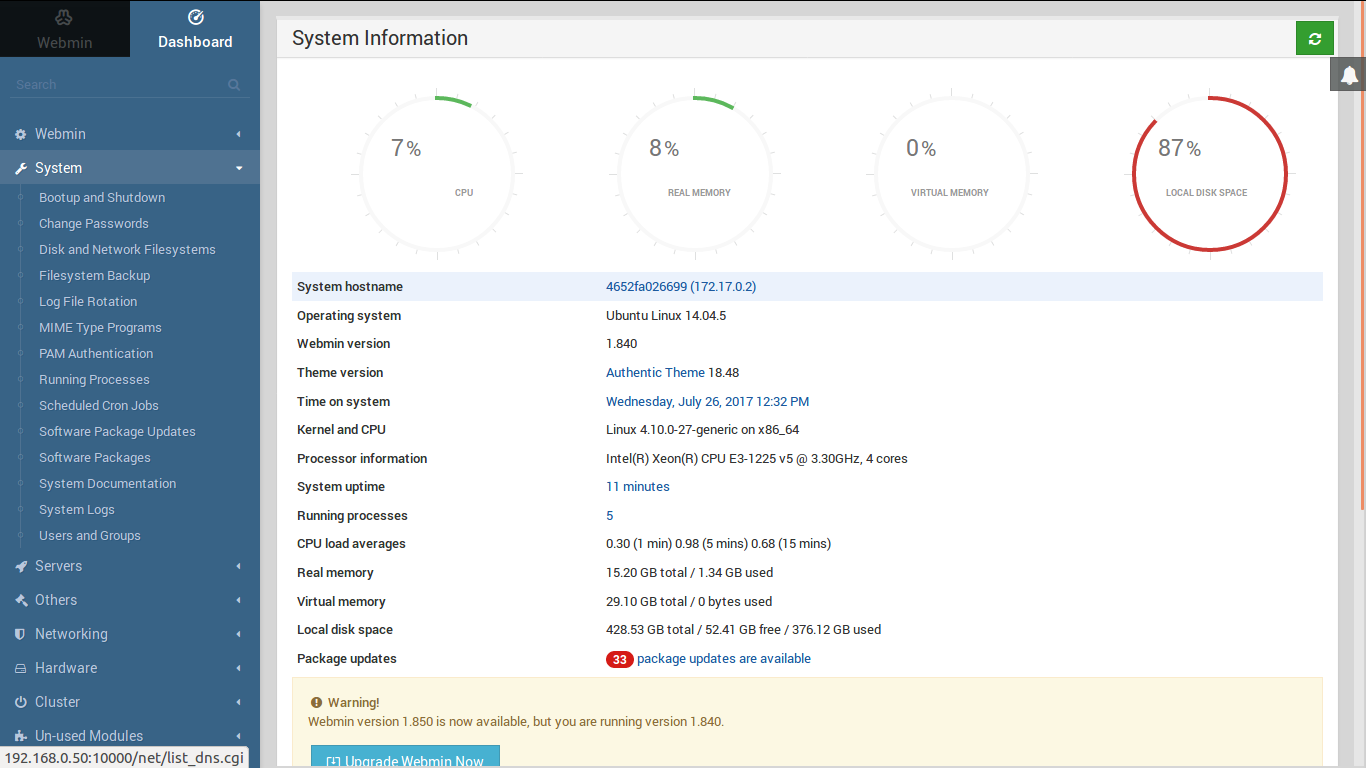 Webmin
Dashboard
Search
Webmin
System
Bootup and Shutdown
Change Passwords
Disk and Network Filesystems
Filesystem Backup
Log File Rotation
MIME Type Programs
PAM Authentication
Running Processes
Scheduled Cron Jobs
Software Package Updates
Software Packages
System Documentation
System Logs
Users and Groups
Servers
Others
Networking
Hardware
Cluster
Un-used Modules
192.168.0.50:10000/net/list_dns.cgi
System Information
7% CPU
8% REAL MEMORY
0% VIRTUAL MEMORY
87% LOCAL DISK SPACE
System hostname 4652fa026699 (172.17.0.2)
Operating system Ubuntu Linux 14.04.5
Webmin version 1.840
Theme version Authentic Theme 18.48
Time on system Wednesday, July 26, 2017 12:32 PM
Kernel and CPU Linux 4.10.0-27-generic on x86_64
Processor information Intel(R) Xeon(R) CPU E3-1225 v5 @ 3.30GHz, 4 cores
System uptime 11 minutes
Running processes 5
CPU load averages 0.30 (1 min) 0.98 (5 mins) 0.68 (15 mins)
Real memory 15.20 GB total / 1.34 GB used
Virtual memory 29.10 GB total / 0 bytes used
Local disk space 428.53 GB total / 52.41 GB free / 376.12 GB used
Package updates 33 package updates are available
Warning!
Webmin version 1.850 is now available, but you are running version 1.840.
Upgrade Webmin Now